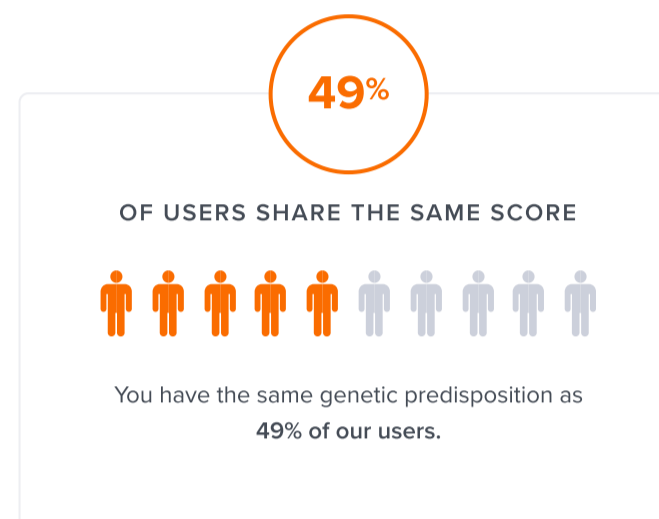 49%
OF USERS SHARE THE SAME SCORE
You have the same genetic predisposition as
49% of our users.